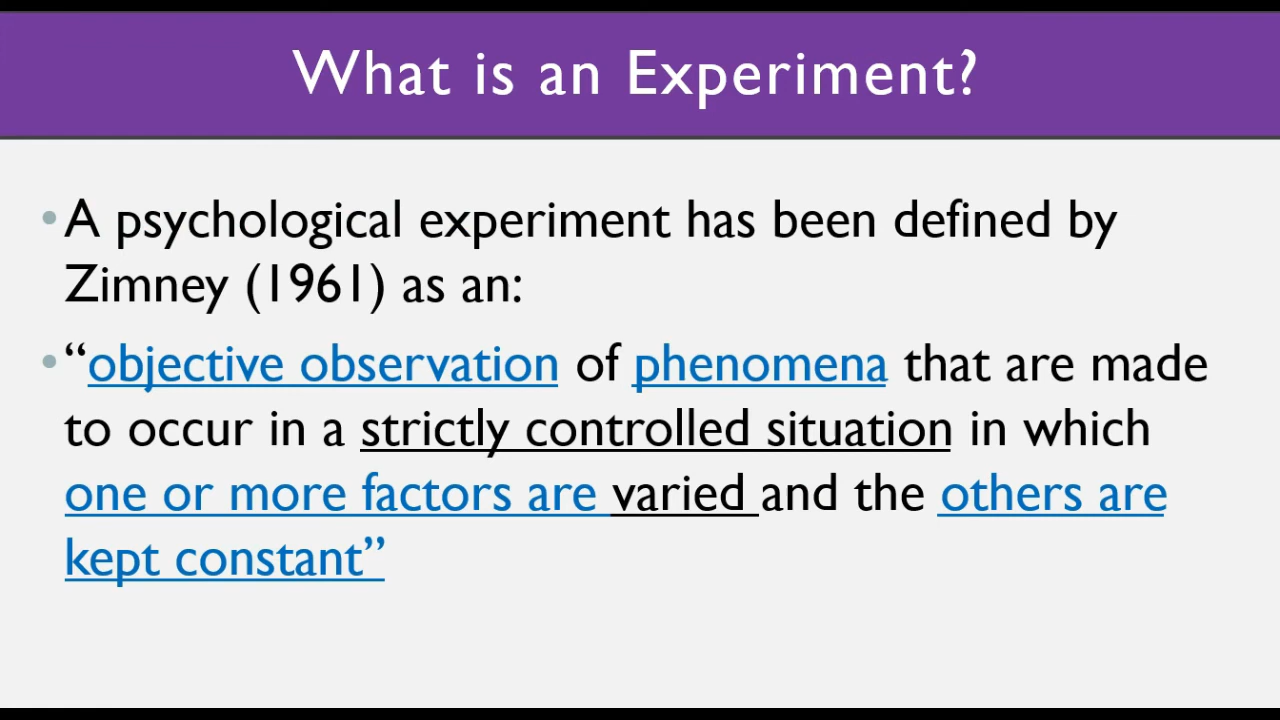 What is an Experiment?
•A psychological experiment has been defined by
Zimney (1961) as an:
•“objective observation of phenomena that are made
to occur in a strictly controlled situation in which
one or more factors are varied and the others are
kept constant”